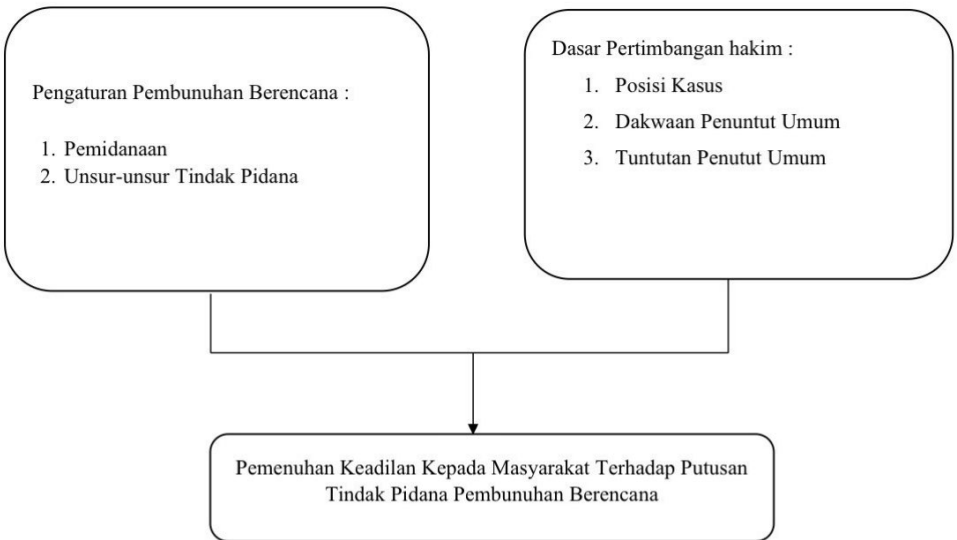 Pengaturan Pembunuhan Berencana :
1. Pemidanaan
2. Unsur-unsur Tindak Pidana
Dasar Pertimbangan hakim :
1. Posisi Kasus
2. Dakwaan Penuntut Umum
3. Tuntutan Penutut Umum
Pemenuhan Keadilan Kepada Masyarakat Terhadap Putusan
Tindak Pidana Pembunuhan Berencana